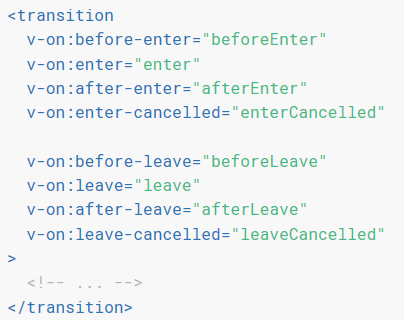 <transition
  v-on:before-enter="beforeEnter"
  v-on:enter="enter"
  v-on:after-enter="afterEnter"
  v-on:enter-cancelled="enterCancelled"

  v-on:before-leave="beforeLeave"
  v-on:leave="leave"
  v-on:after-leave="afterLeave"
  v-on:leave-cancelled="leaveCancelled"
>
  <!-- ... -->
</transition>